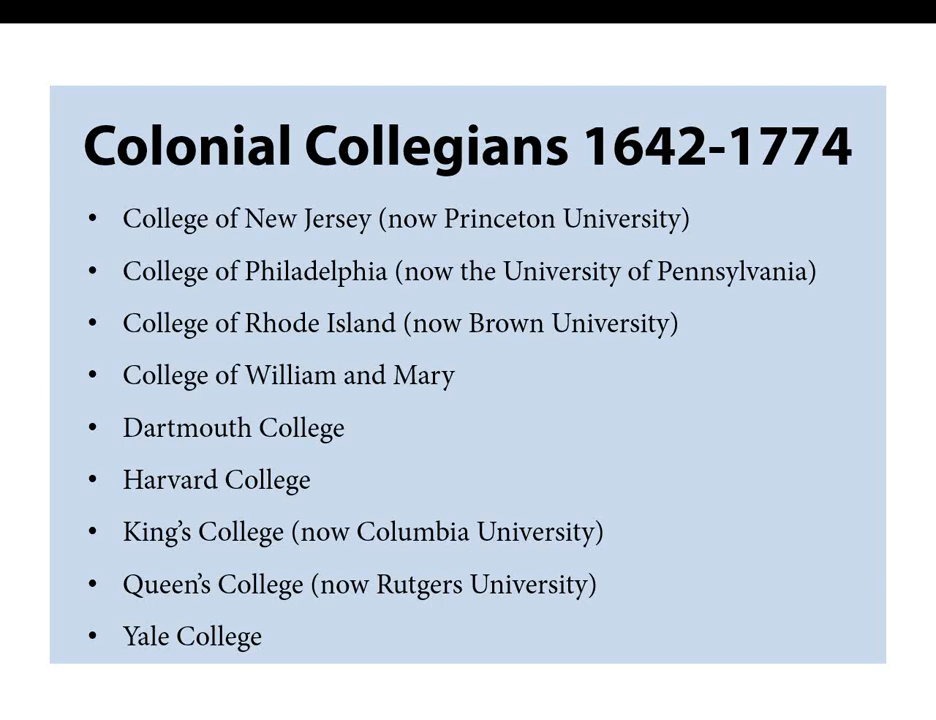 Colonial Collegians 1642-1774
• College of New Jersey (now Princeton University)
• College of Philadelphia (now the University of Pennsylvania)
• College of Rhode Island (now Brown University)
• College of William and Mary
• Dartmouth College
• Harvard College
• King’s College (now Columbia University)
• Queen’s College (now Rutgers University)
• Yale College